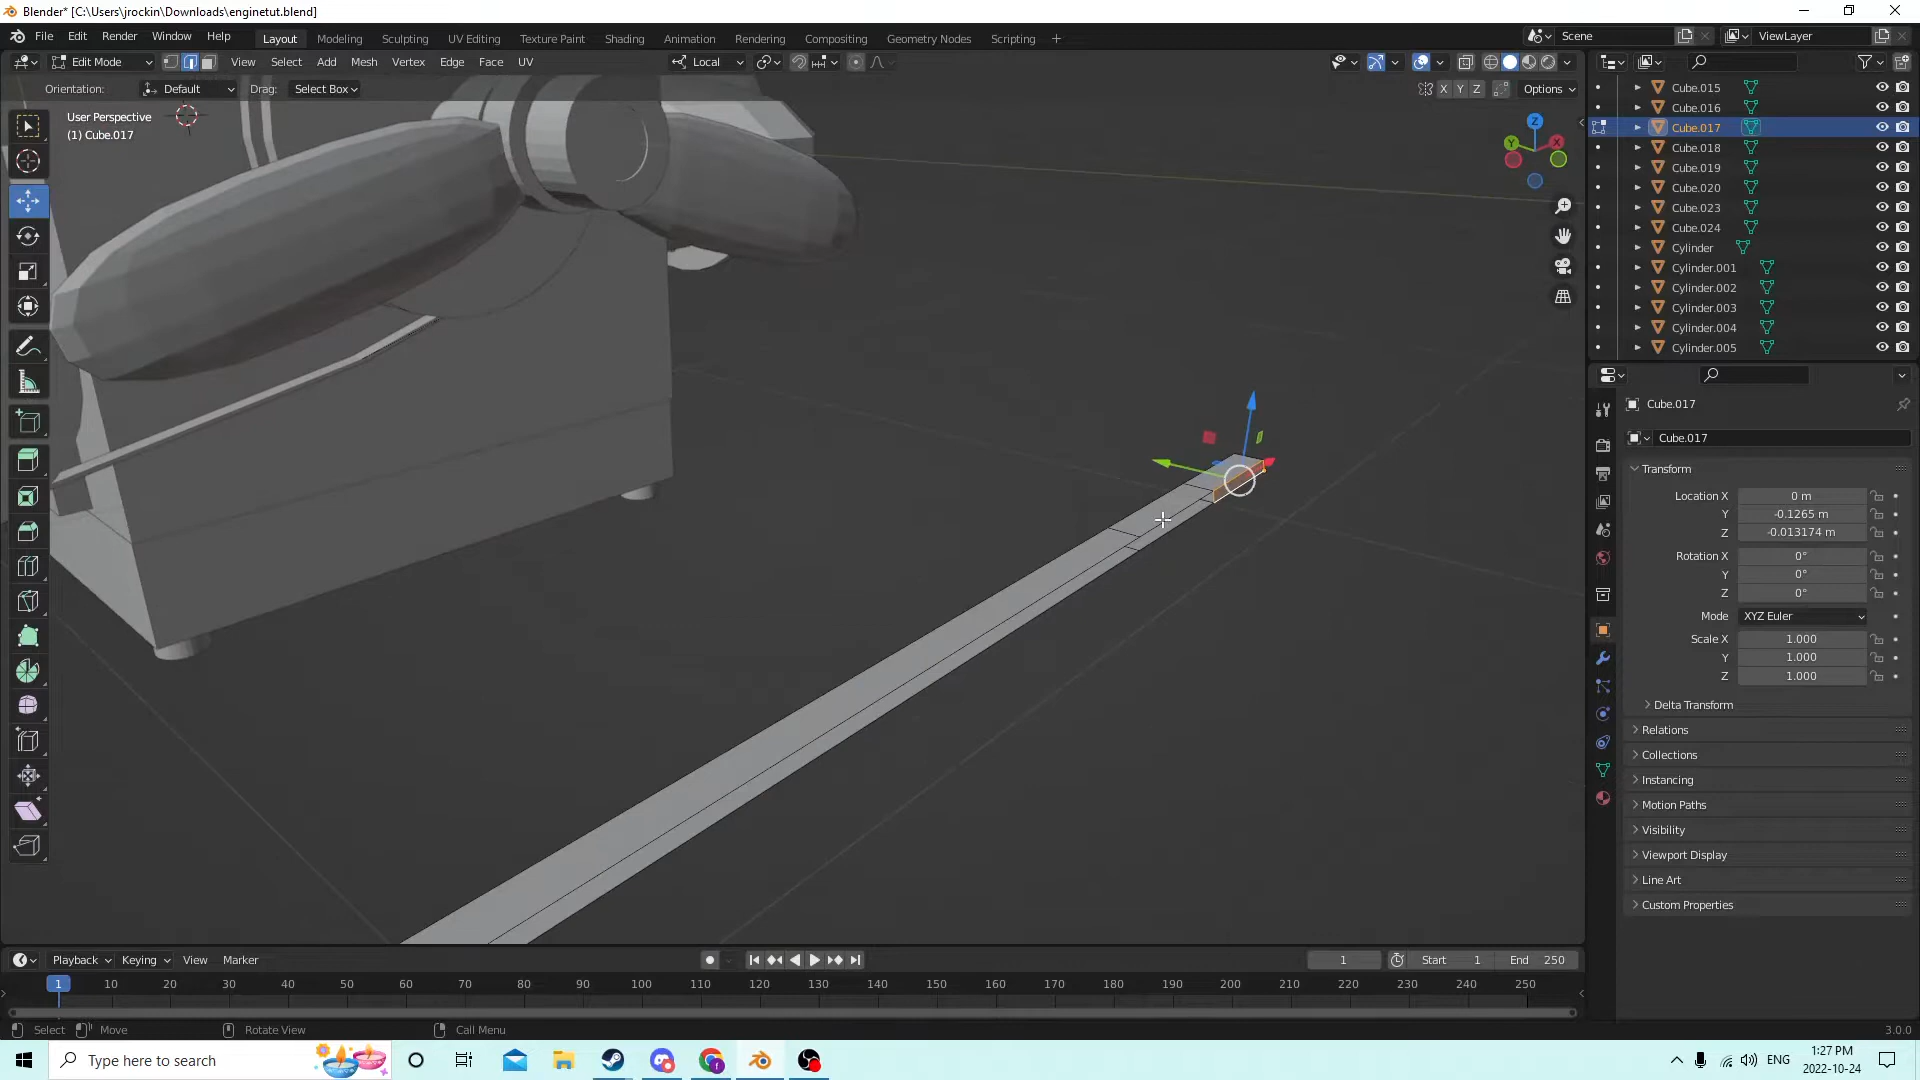 Blender* [C:\Users\jrockin\Downloads\enginetut.blend]
File Edit Render Window Help
Layout Modeling Sculpting UV Editing Texture Paint Shading Animation Rendering Compositing Geometry Nodes Scripting +
Scene
ViewLayer
Edit Mode
View Select Add Mesh Vertex Edge Face UV
Local
Orientation: Default Drag: Select Box
X Y Z
Options
User Perspective
(1) Cube.017
Z
Y
X
Cube.015
Cube.016
Cube.017
Cube.018
Cube.019
Cube.020
Cube.023
Cube.024
Cylinder
Cylinder.001
Cylinder.002
Cylinder.003
Cylinder.004
Cylinder.005
Cube.017
Cube.017
Transform
Location X 0 m
Y -0.1265 m
Z -0.013174 m
Rotation X 0°
Y 0°
Z 0°
Mode XYZ Euler
Scale X 1.000
Y 1.000
Z 1.000
Delta Transform
Relations
Collections
Instancing
Motion Paths
Visibility
Viewport Display
Line Art
Custom Properties
Playback Keying View Marker
1
Start 1
End 250
1 10 20 30 40 50 60 70 80 90 100 110 120 130 140 150 160 170 180 190 200 210 220 230 240 250
Select Move Rotate View Call Menu
3.0.0
Type here to search
ENG
1:27 PM
2022-10-24